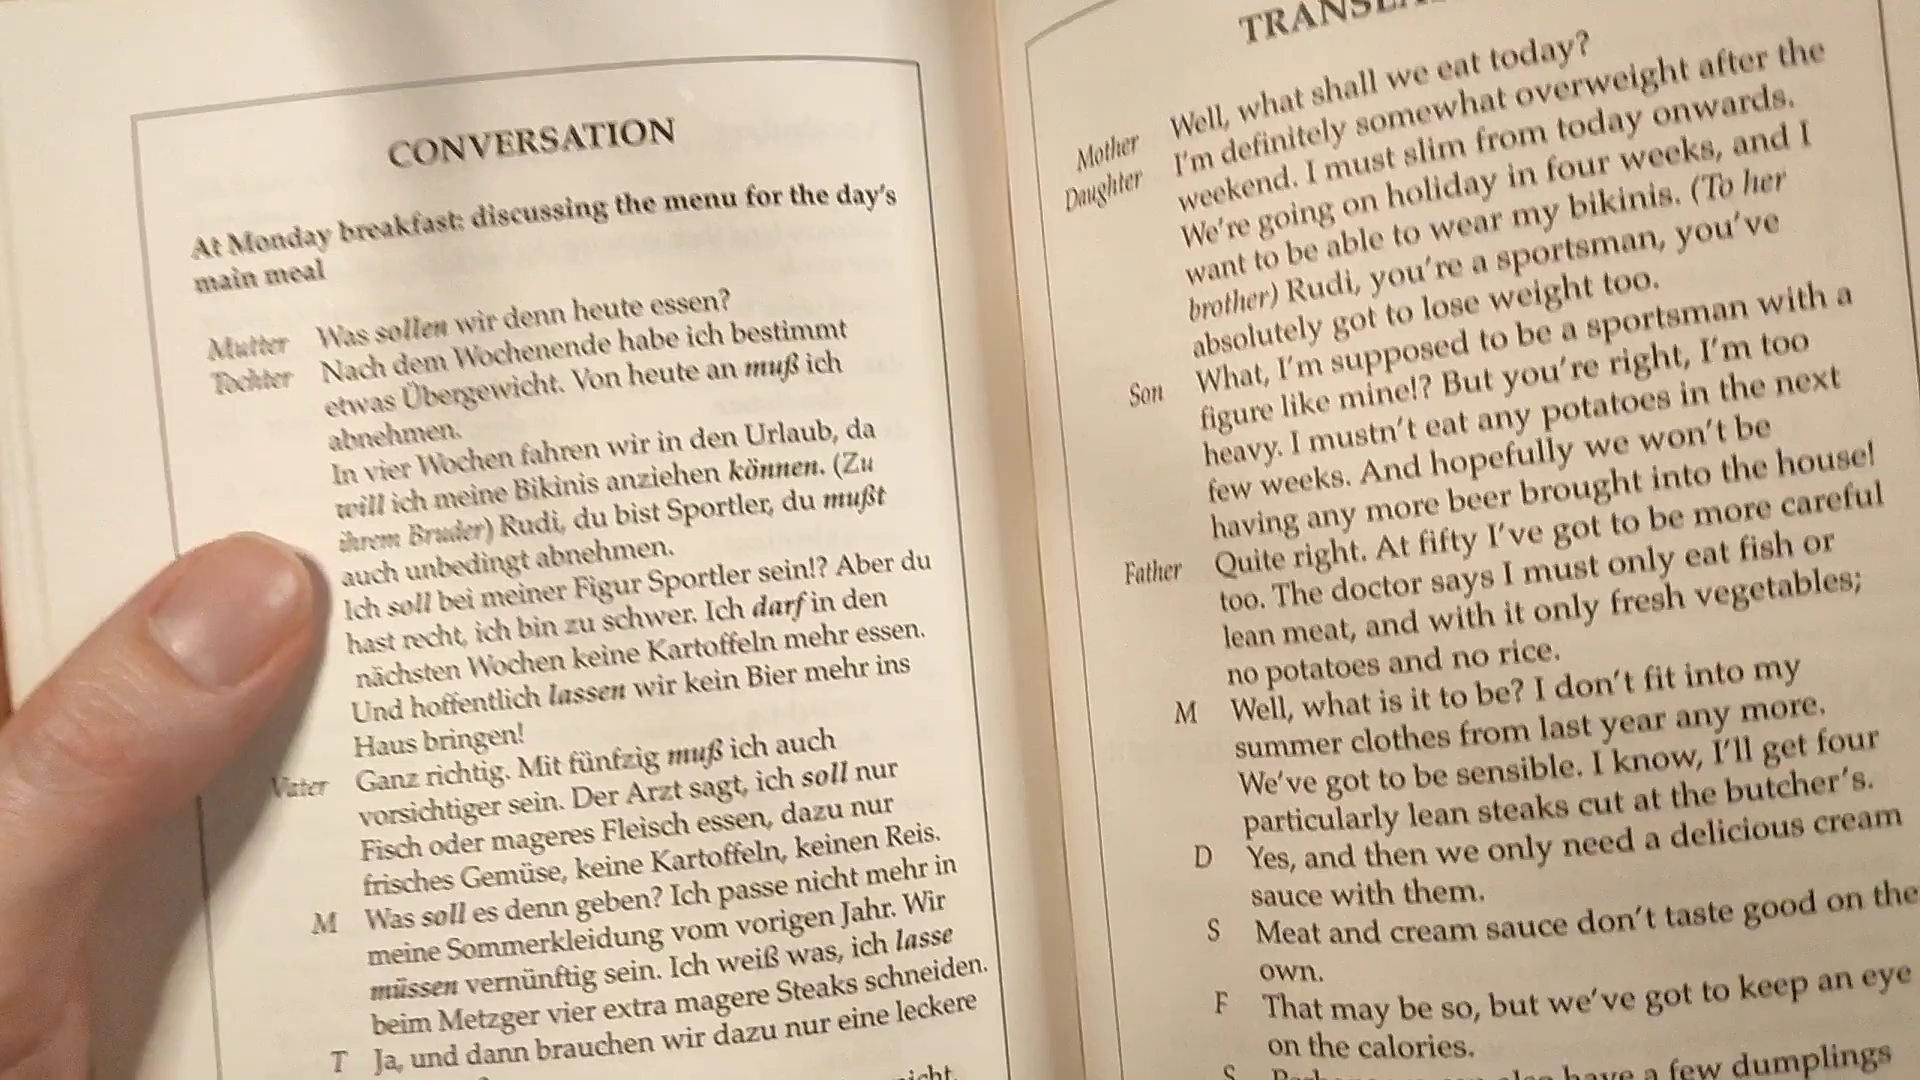 CONVERSATION
At Monday breakfast: discussing the menu for the day's
main meal
Mutter Was sollen wir denn heute essen?
Tochter Nach dem Wochenende habe ich bestimmt
etwas Übergewicht. Von heute an muß ich
abnehmen.
In vier Wochen fahren wir in den Urlaub, da
will ich meine Bikinis anziehen können. (Zu
ihrem Bruder) Rudi, du bist Sportler, du mußt
auch unbedingt abnehmen.
Ich soll bei meiner Figur Sportler sein!? Aber du
hast recht, ich bin zu schwer. Ich darf in den
nächsten Wochen keine Kartoffeln mehr essen.
Und hoffentlich lassen wir kein Bier mehr ins
Haus bringen!
Vater Ganz richtig. Mit fünfzig muß ich auch
vorsichtiger sein. Der Arzt sagt, ich soll nur
Fisch oder mageres Fleisch essen, dazu nur
frisches Gemüse, keine Kartoffeln, keinen Reis.
M Was soll es denn geben? Ich passe nicht mehr in
meine Sommerkleidung vom vorigen Jahr. Wir
müssen vernünftig sein. Ich weiß was, ich lasse
beim Metzger vier extra magere Steaks schneiden.
T Ja, und dann brauchen wir dazu nur eine leckere
nicht
Mother Well, what shall we eat today?
Daughter I'm definitely somewhat overweight after the
weekend. I must slim from today onwards.
We're going on holiday in four weeks, and I
want to be able to wear my bikinis. (To her
brother) Rudi, you're a sportsman, you've
absolutely got to lose weight too.
Son What, I'm supposed to be a sportsman with a
figure like mine!? But you're right, I'm too
heavy. I mustn't eat any potatoes in the next
few weeks. And hopefully we won't be
having any more beer brought into the house!
Father Quite right. At fifty I've got to be more careful
too. The doctor says I must only eat fish or
lean meat, and with it only fresh vegetables;
no potatoes and no rice.
M Well, what is it to be? I don't fit into my
summer clothes from last year any more.
We've got to be sensible. I know, I'll get four
particularly lean steaks cut at the butcher's.
D Yes, and then we only need a delicious cream
sauce with them.
S Meat and cream sauce don't taste good on the
own.
F That may be so, but we've got to keep an eye
on the calories.
S have a few dumplings